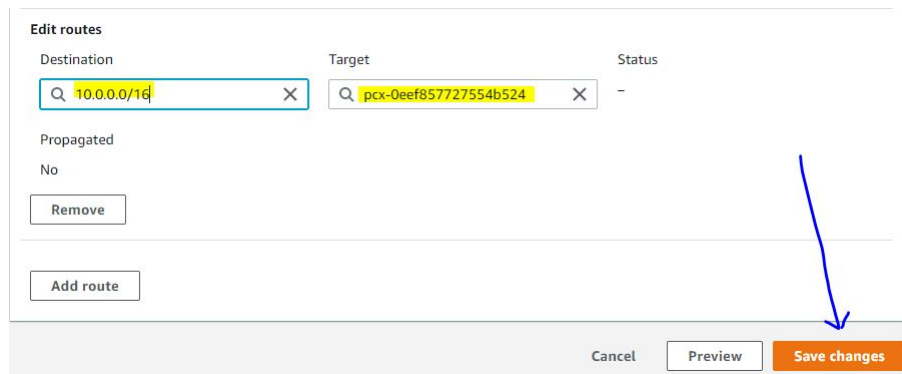 Edit routes
Destination Target Status
10.0.0.0/16 pcx-0eef857727554b524 –
Propagated
No
Remove
Add route
Cancel Preview Save changes